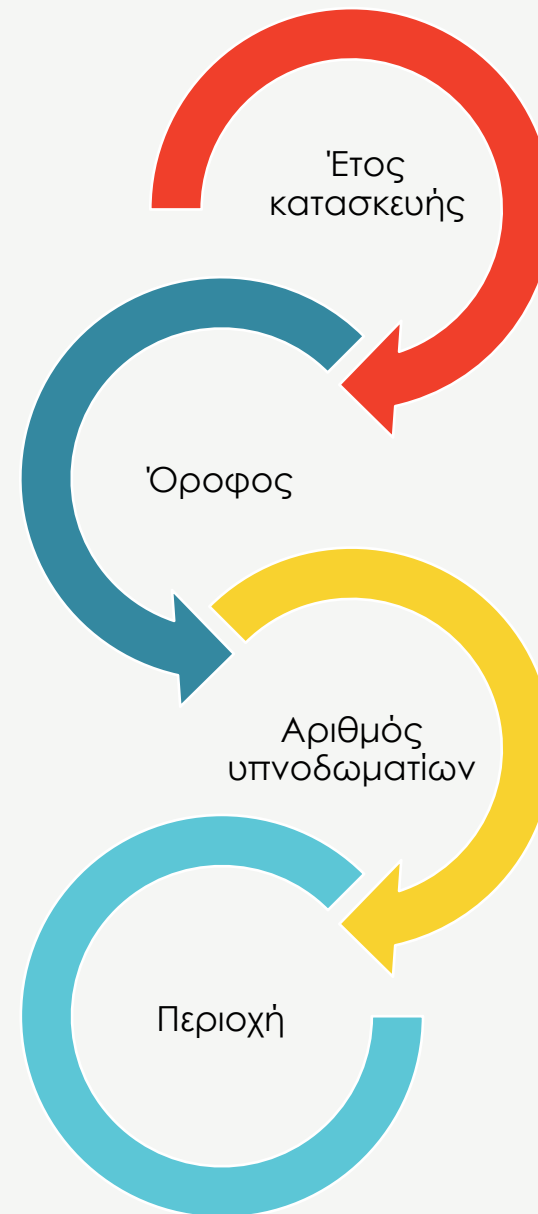 Έτος
κατασκευής
Όροφος
Αριθμός
υπνοδωματίων
Περιοχή